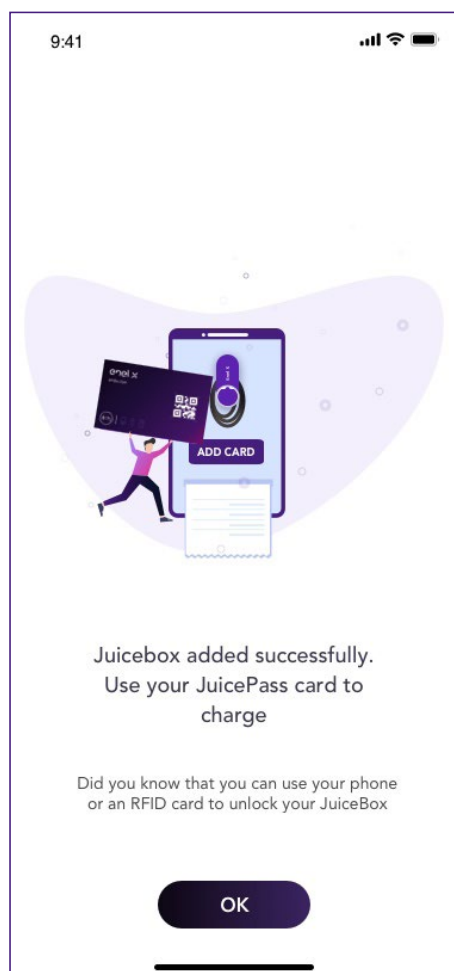 9:41
enel x
Enel X
ADD CARD
Juicebox added successfully.
Use your JuicePass card to
charge
Did you know that you can use your phone
or an RFID card to unlock your JuiceBox
OK